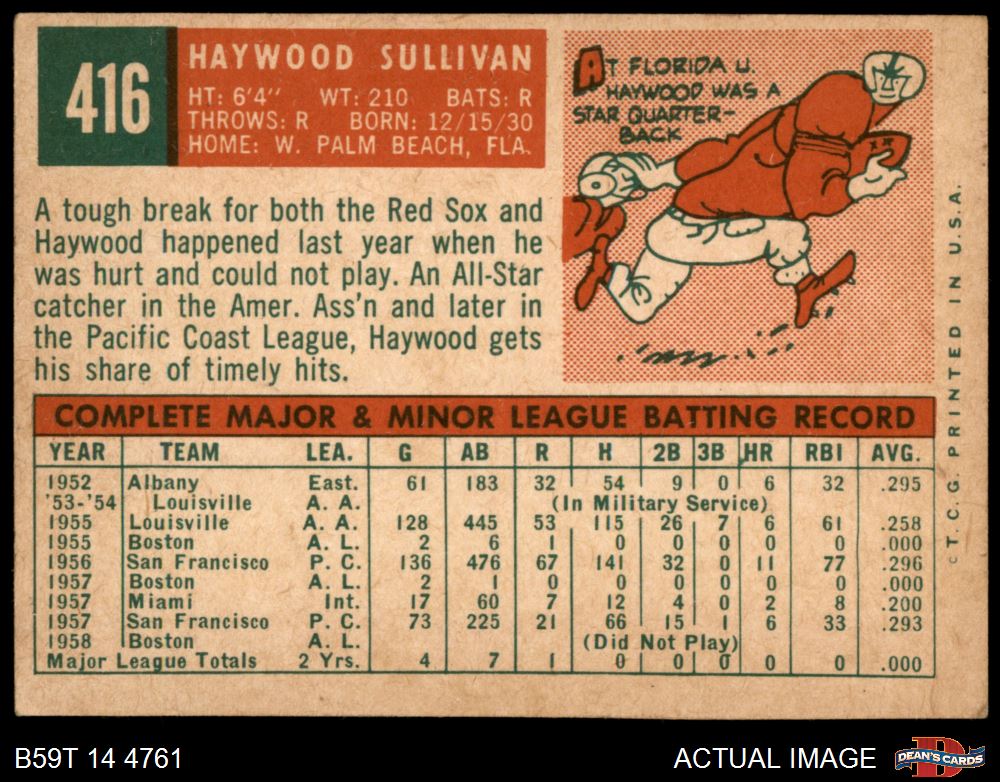 416
HAYWOOD SULLIVAN
HT: 6'4" WT: 210 BATS: R
THROWS: R BORN: 12/15/30
HOME: W. PALM BEACH, FLA.
AT FLORIDA U.
HAYWOOD WAS A
STAR QUARTER-
BACK
A tough break for both the Red Sox and
Haywood happened last year when he
was hurt and could not play. An All-Star
catcher in the Amer. Ass'n and later in
the Pacific Coast League, Haywood gets
his share of timely hits.
COMPLETE MAJOR & MINOR LEAGUE BATTING RECORD
YEAR TEAM LEA. G AB R H 2B 3B HR RBI AVG.
1952 Albany East. 61 183 32 54 9 0 6 32 .295
'53-'54 Louisville A. A. (In Military Service)
1955 Louisville A. A. 128 445 53 115 26 7 6 61 .258
1955 Boston A. L. 2 6 1 0 0 0 0 0 .000
1956 San Francisco P. C. 136 476 67 141 32 0 11 77 .296
1957 Boston A. L. 2 1 0 0 0 0 0 0 .000
1957 Miami Int. 17 60 7 12 4 0 2 8 .200
1957 San Francisco P. C. 73 225 21 66 15 1 6 33 .293
1958 Boston A. L. (Did Not Play)
Major League Totals 2 Yrs. 4 7 1 0 0 0 0 0 .000
© T. C. G. PRINTED IN U.S.A.
B59T 14 4761
ACTUAL IMAGE
D
DEAN'S CARDS